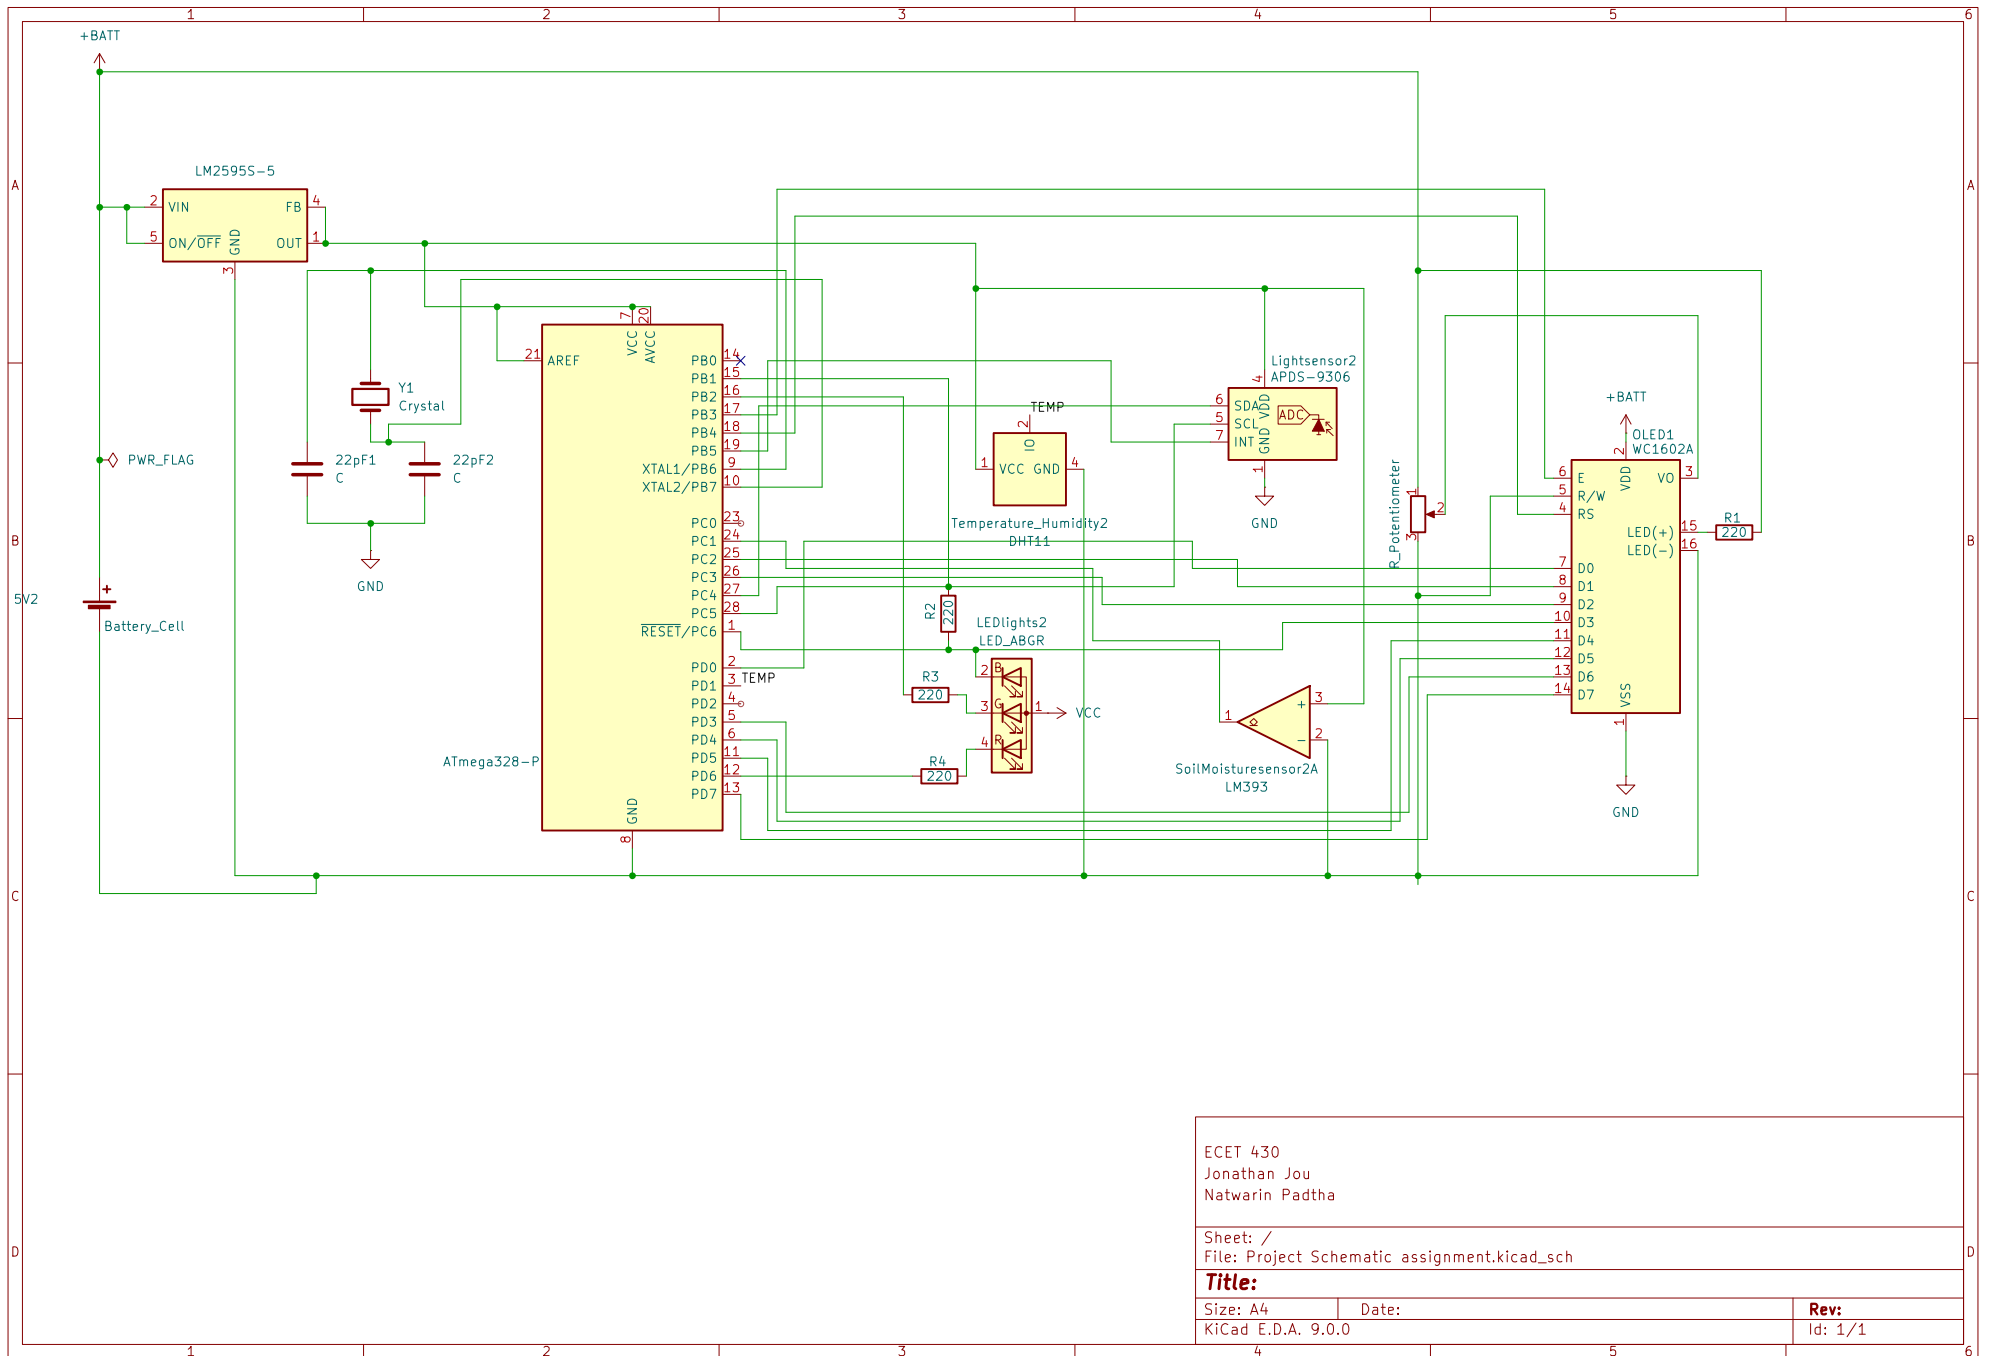 1 2 3 4 5 6
+BATT
LM2595S-5
A A
2 VIN FB 4
5 ON/OFF GND OUT 1
3
7 20
21 AREF VCC AVCC
PB0 14
PB1 15
PB2 16
PB3 17
PB4 18
PB5 19
XTAL1/PB6 9
XTAL2/PB7 10
PC0 23
PC1 24
PC2 25
PC3 26
PC4 27
PC5 28
RESET/PC6 1
PD0 2
PD1 3 TEMP
PD2 4
PD3 5
PD4 6
PD5 11
PD6 12
PD7 13
GND
8
ATmega328-P
Y1
Crystal
22pF1
C
22pF2
C
GND
PWR_FLAG
B B
5V2
+
Battery_Cell
TEMP
2
IO
1 VCC GND 4
Temperature_Humidity2
DHT11
Lightsensor2
APDS-9306
4
6 SDA VDD ADC
5 SCL
7 INT GND
1
GND
R2
220
LEDlights2
LED_ABGR
2 B
3 G 1 VCC
4 R
R3
220
R4
220
3 +
1
2 -
SoilMoisturesensor2A
LM393
R_Potentiometer
1
2
3
+BATT
OLED1
WC1602A
2
6 E VDD VO 3
5 R/W
4 RS
LED(+) 15
LED(-) 16
R1
220
7 D0
8 D1
9 D2
10 D3
11 D4
12 D5
13 D6
14 D7
VSS
1
GND
C C
D D
ECET 430
Jonathan Jou
Natwarin Padtha
Sheet: /
File: Project Schematic assignment.kicad_sch
Title:
Size: A4 Date: Rev:
KiCad E.D.A. 9.0.0 Id: 1/1
1 2 3 4 5 6